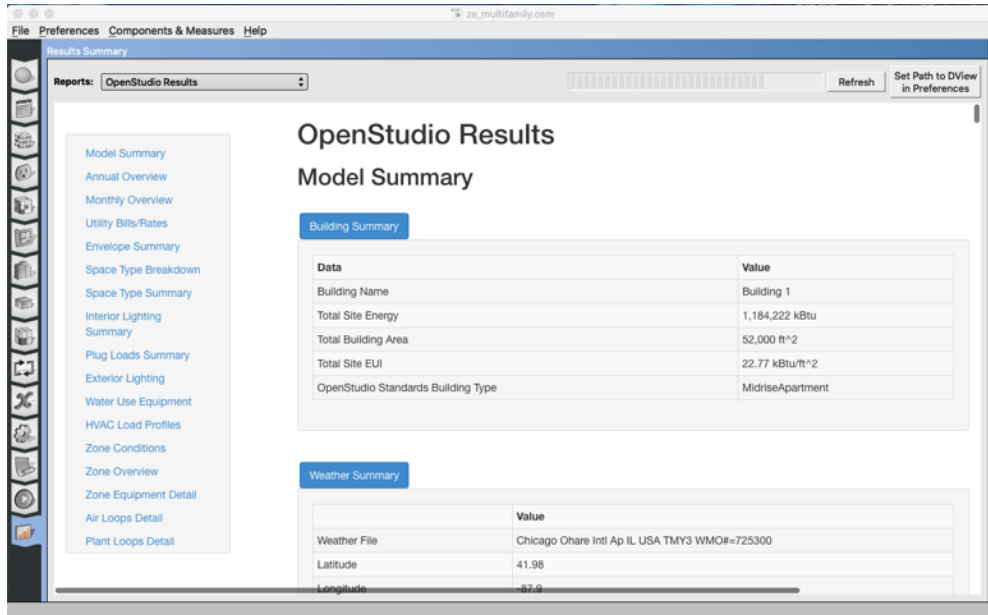 ze_multifamily.osm
File Preferences Components & Measures Help
Results Summary
Reports: OpenStudio Results
Refresh
Set Path to DView
in Preferences
Model Summary
Annual Overview
Monthly Overview
Utility Bills/Rates
Envelope Summary
Space Type Breakdown
Space Type Summary
Interior Lighting
Summary
Plug Loads Summary
Exterior Lighting
Water Use Equipment
HVAC Load Profiles
Zone Conditions
Zone Overview
Zone Equipment Detail
Air Loops Detail
Plant Loops Detail
OpenStudio Results
Model Summary
Building Summary
Data Value
Building Name Building 1
Total Site Energy 1,184,222 kBtu
Total Building Area 52,000 ft^2
Total Site EUI 22.77 kBtu/ft^2
OpenStudio Standards Building Type MidriseApartment
Weather Summary
Value
Weather File Chicago Ohare Intl Ap IL USA TMY3 WMO#=725300
Latitude 41.98
Longitude -87.9